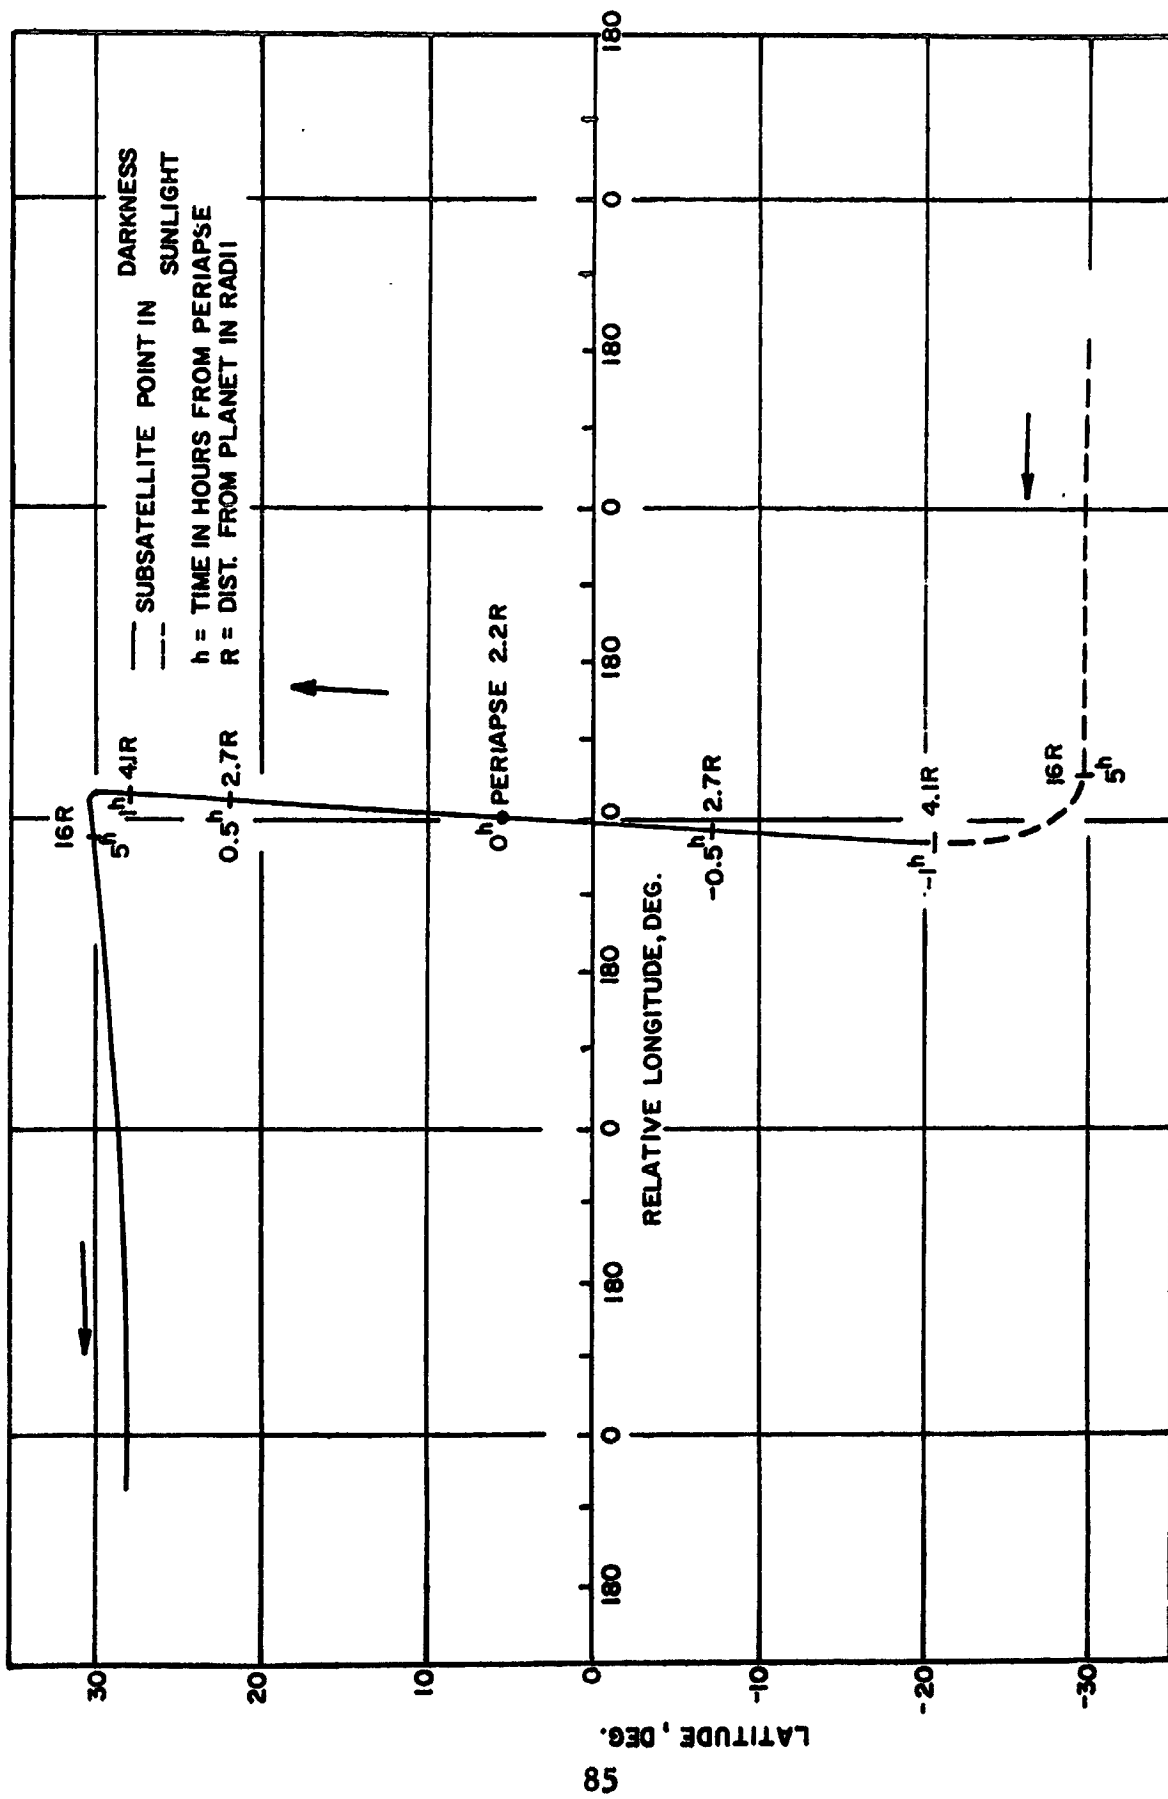 SUBSATELLITE POINT IN DARKNESS
SUNLIGHT
h = TIME IN HOURS FROM PERIAPSE
R = DIST. FROM PLANET IN RADII
16R
5h
1h 4.1R
0.5h 2.7R
0h PERIAPSE 2.2R
-0.5h 2.7R
-1h 4.1R
16R
5h
30
20
10
0
-10
-20
-30
LATITUDE, DEG.
180 0 180 0 180 0 180 0 180 0 180
RELATIVE LONGITUDE, DEG.
58